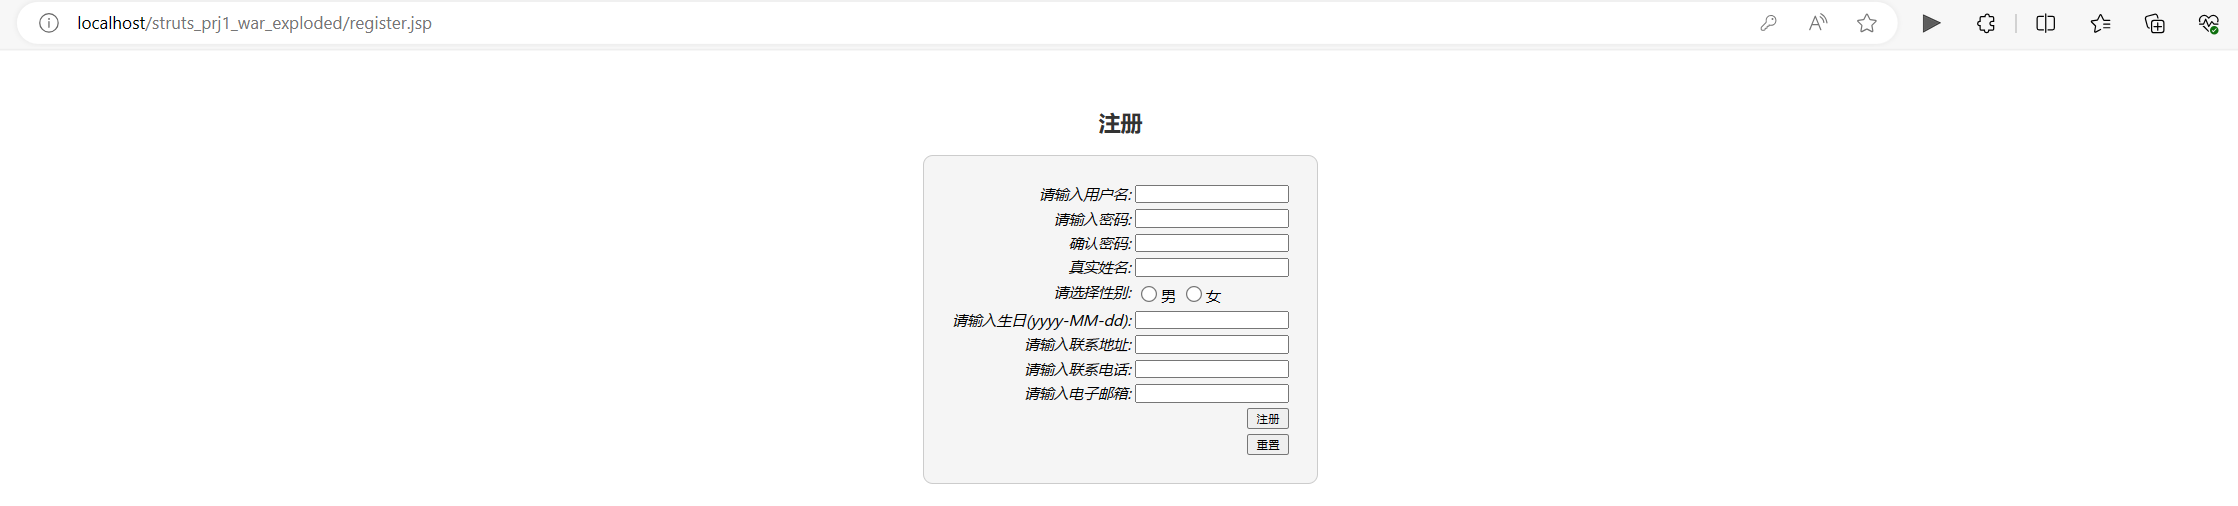 localhost/struts_prj1_war_exploded/register.jsp
注册
请输入用户名:
请输入密码:
确认密码:
真实姓名:
请选择性别: 男 女
请输入生日(yyyy-MM-dd):
请输入联系地址:
请输入联系电话:
请输入电子邮箱:
注册
重置